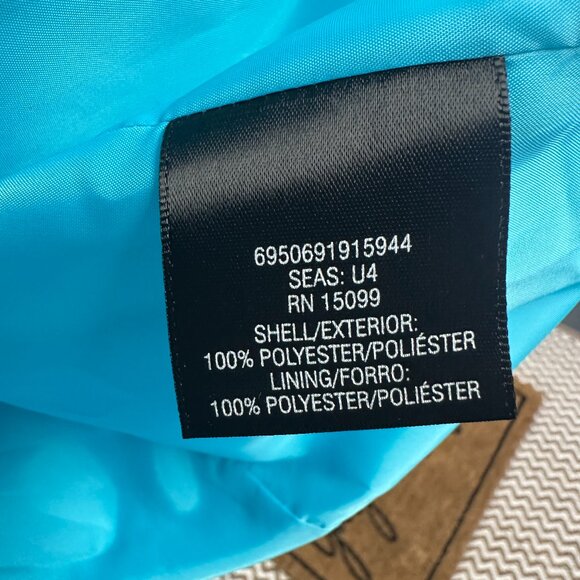 6950691915944
SEAS: U4
RN 15099
SHELL/EXTERIOR:
100% POLYESTER/POLIÉSTER
LINING/FORRO:
100% POLYESTER/POLIÉSTER